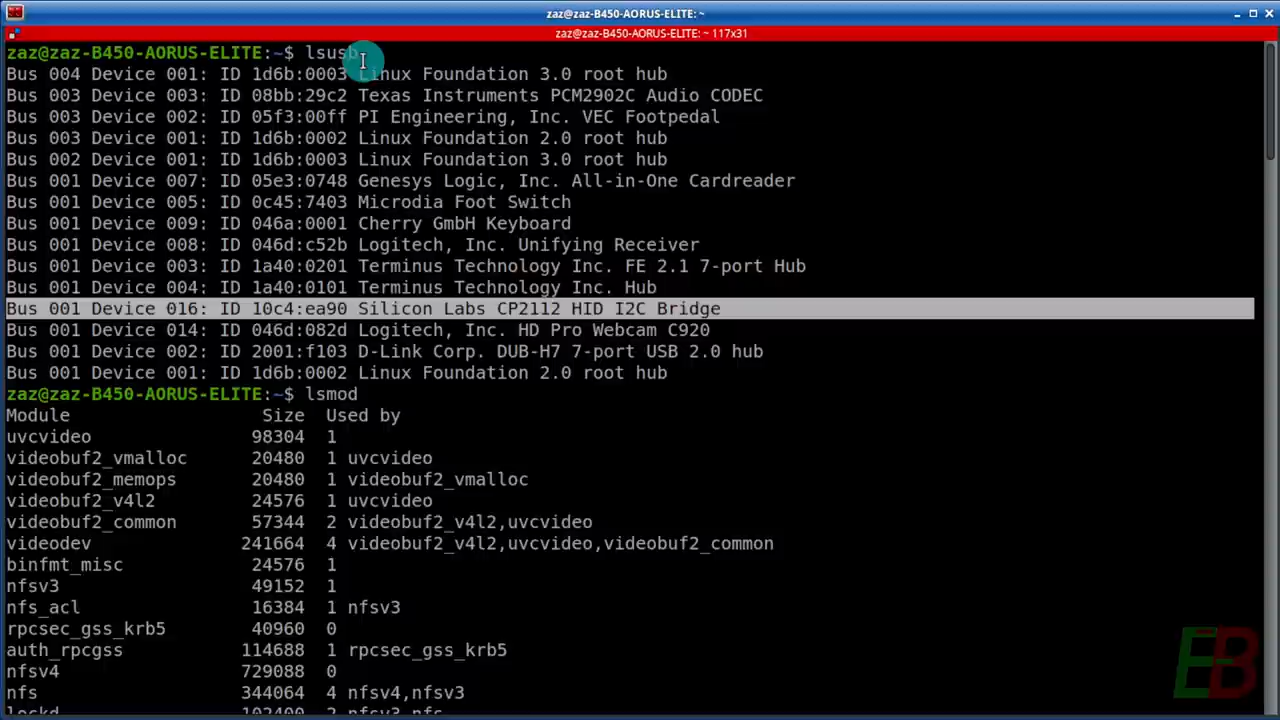 zaz@zaz-B450-AORUS-ELITE: ~
zaz@zaz-B450-AORUS-ELITE: ~ 117x31
zaz@zaz-B450-AORUS-ELITE:~$ lsusb
Bus 004 Device 001: ID 1d6b:0003 Linux Foundation 3.0 root hub
Bus 003 Device 003: ID 08bb:29c2 Texas Instruments PCM2902C Audio CODEC
Bus 003 Device 002: ID 05f3:00ff PI Engineering, Inc. VEC Footpedal
Bus 003 Device 001: ID 1d6b:0002 Linux Foundation 2.0 root hub
Bus 002 Device 001: ID 1d6b:0003 Linux Foundation 3.0 root hub
Bus 001 Device 007: ID 05e3:0748 Genesys Logic, Inc. All-in-One Cardreader
Bus 001 Device 005: ID 0c45:7403 Microdia Foot Switch
Bus 001 Device 009: ID 046a:0001 Cherry GmbH Keyboard
Bus 001 Device 008: ID 046d:c52b Logitech, Inc. Unifying Receiver
Bus 001 Device 003: ID 1a40:0201 Terminus Technology Inc. FE 2.1 7-port Hub
Bus 001 Device 004: ID 1a40:0101 Terminus Technology Inc. Hub
Bus 001 Device 016: ID 10c4:ea90 Silicon Labs CP2112 HID I2C Bridge
Bus 001 Device 014: ID 046d:082d Logitech, Inc. HD Pro Webcam C920
Bus 001 Device 002: ID 2001:f103 D-Link Corp. DUB-H7 7-port USB 2.0 hub
Bus 001 Device 001: ID 1d6b:0002 Linux Foundation 2.0 root hub
zaz@zaz-B450-AORUS-ELITE:~$ lsmod
Module Size Used by
uvcvideo 98304 1
videobuf2_vmalloc 20480 1 uvcvideo
videobuf2_memops 20480 1 videobuf2_vmalloc
videobuf2_v4l2 24576 1 uvcvideo
videobuf2_common 57344 2 videobuf2_v4l2,uvcvideo
videodev 241664 4 videobuf2_v4l2,uvcvideo,videobuf2_common
binfmt_misc 24576 1
nfsv3 49152 1
nfs_acl 16384 1 nfsv3
rpcsec_gss_krb5 40960 0
auth_rpcgss 114688 1 rpcsec_gss_krb5
nfsv4 729088 0
nfs 344064 4 nfsv4,nfsv3
lockd 102400 2 nfsv3,nfs
EB